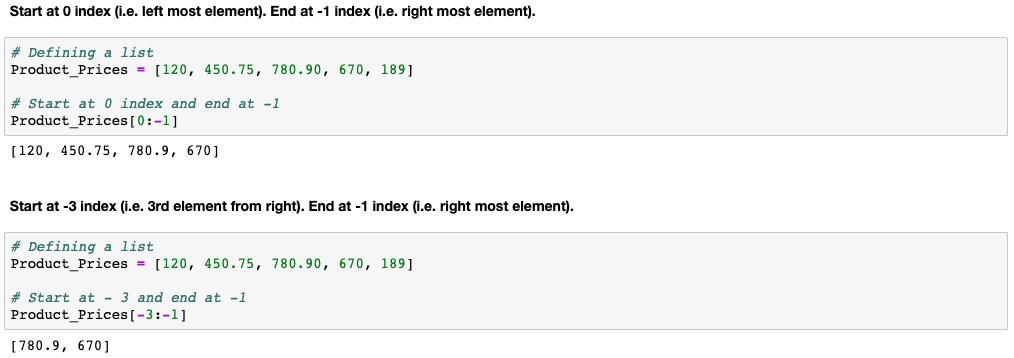 Start at 0 index (i.e. left most element). End at -1 index (i.e. right most element).
# Defining a list
Product_Prices = [120, 450.75, 780.90, 670, 189]
# Start at 0 index and end at -1
Product_Prices[0:-1]
[120, 450.75, 780.9, 670]
Start at -3 index (i.e. 3rd element from right). End at -1 index (i.e. right most element).
# Defining a list
Product_Prices = [120, 450.75, 780.90, 670, 189]
# Start at - 3 and end at -1
Product_Prices[-3:-1]
[780.9, 670]